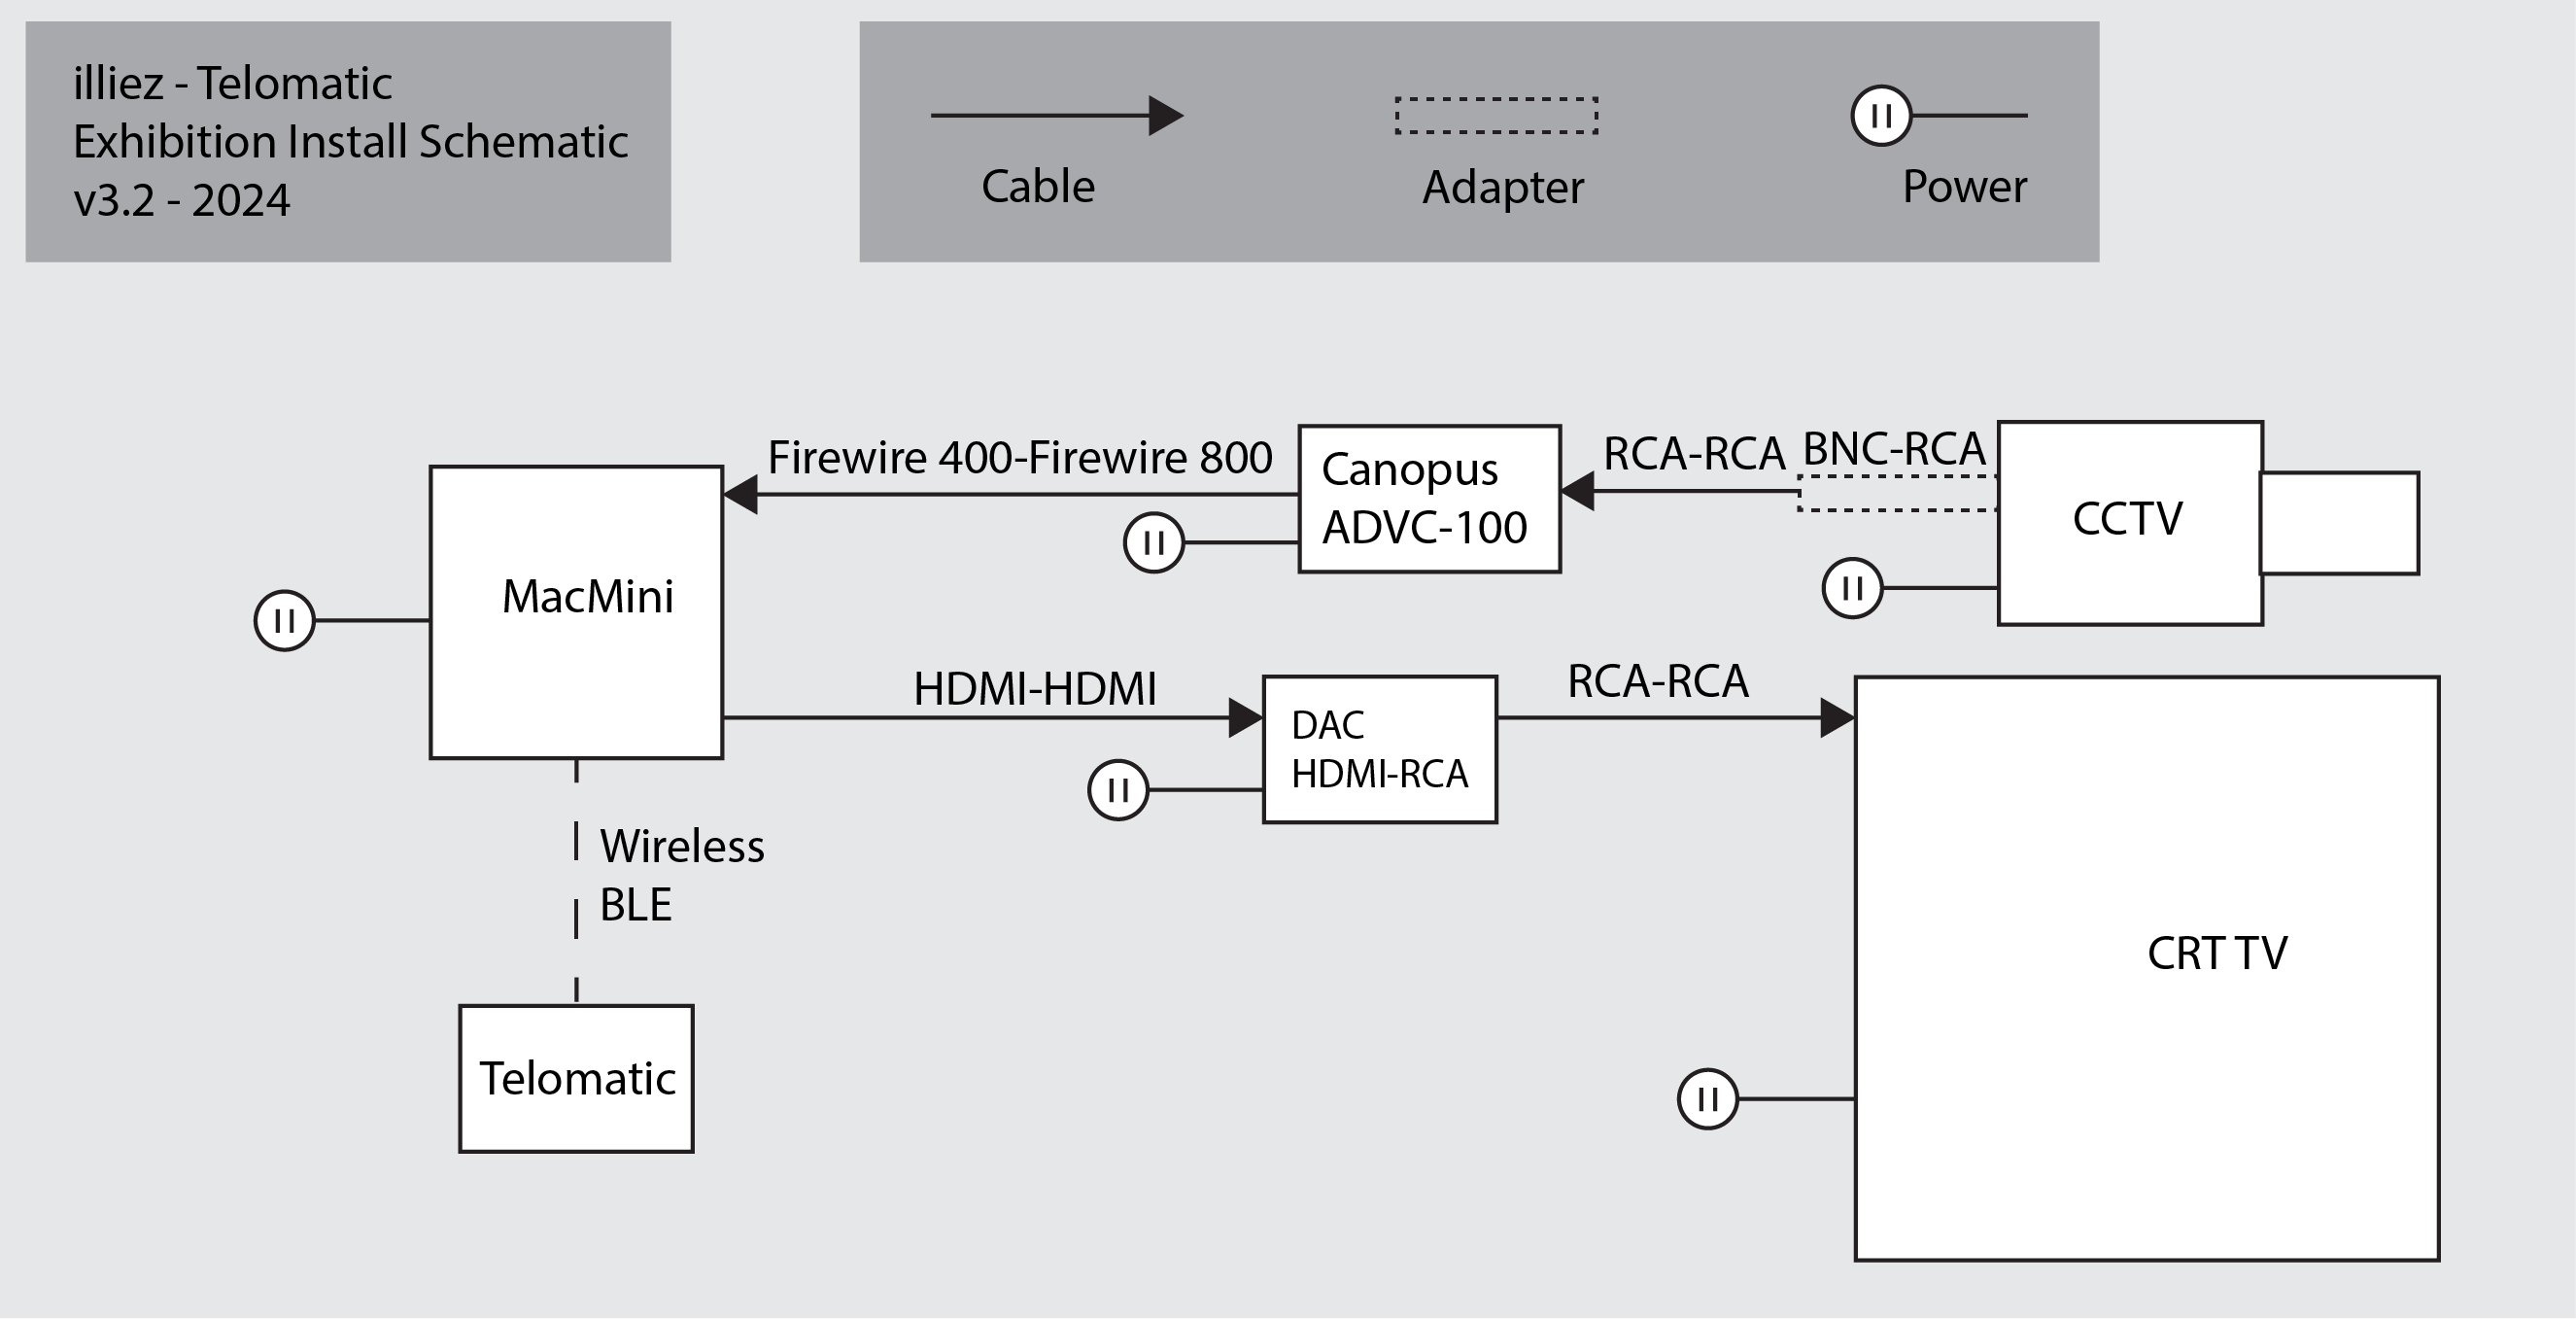 illiez - Telomatic
Exhibition Install Schematic
v3.2 - 2024
Cable
Adapter
Power
Firewire 400-Firewire 800
Canopus
ADVC-100
RCA-RCA
BNC-RCA
CCTV
MacMini
HDMI-HDMI
DAC
HDMI-RCA
RCA-RCA
CRT TV
Wireless
BLE
Telomatic